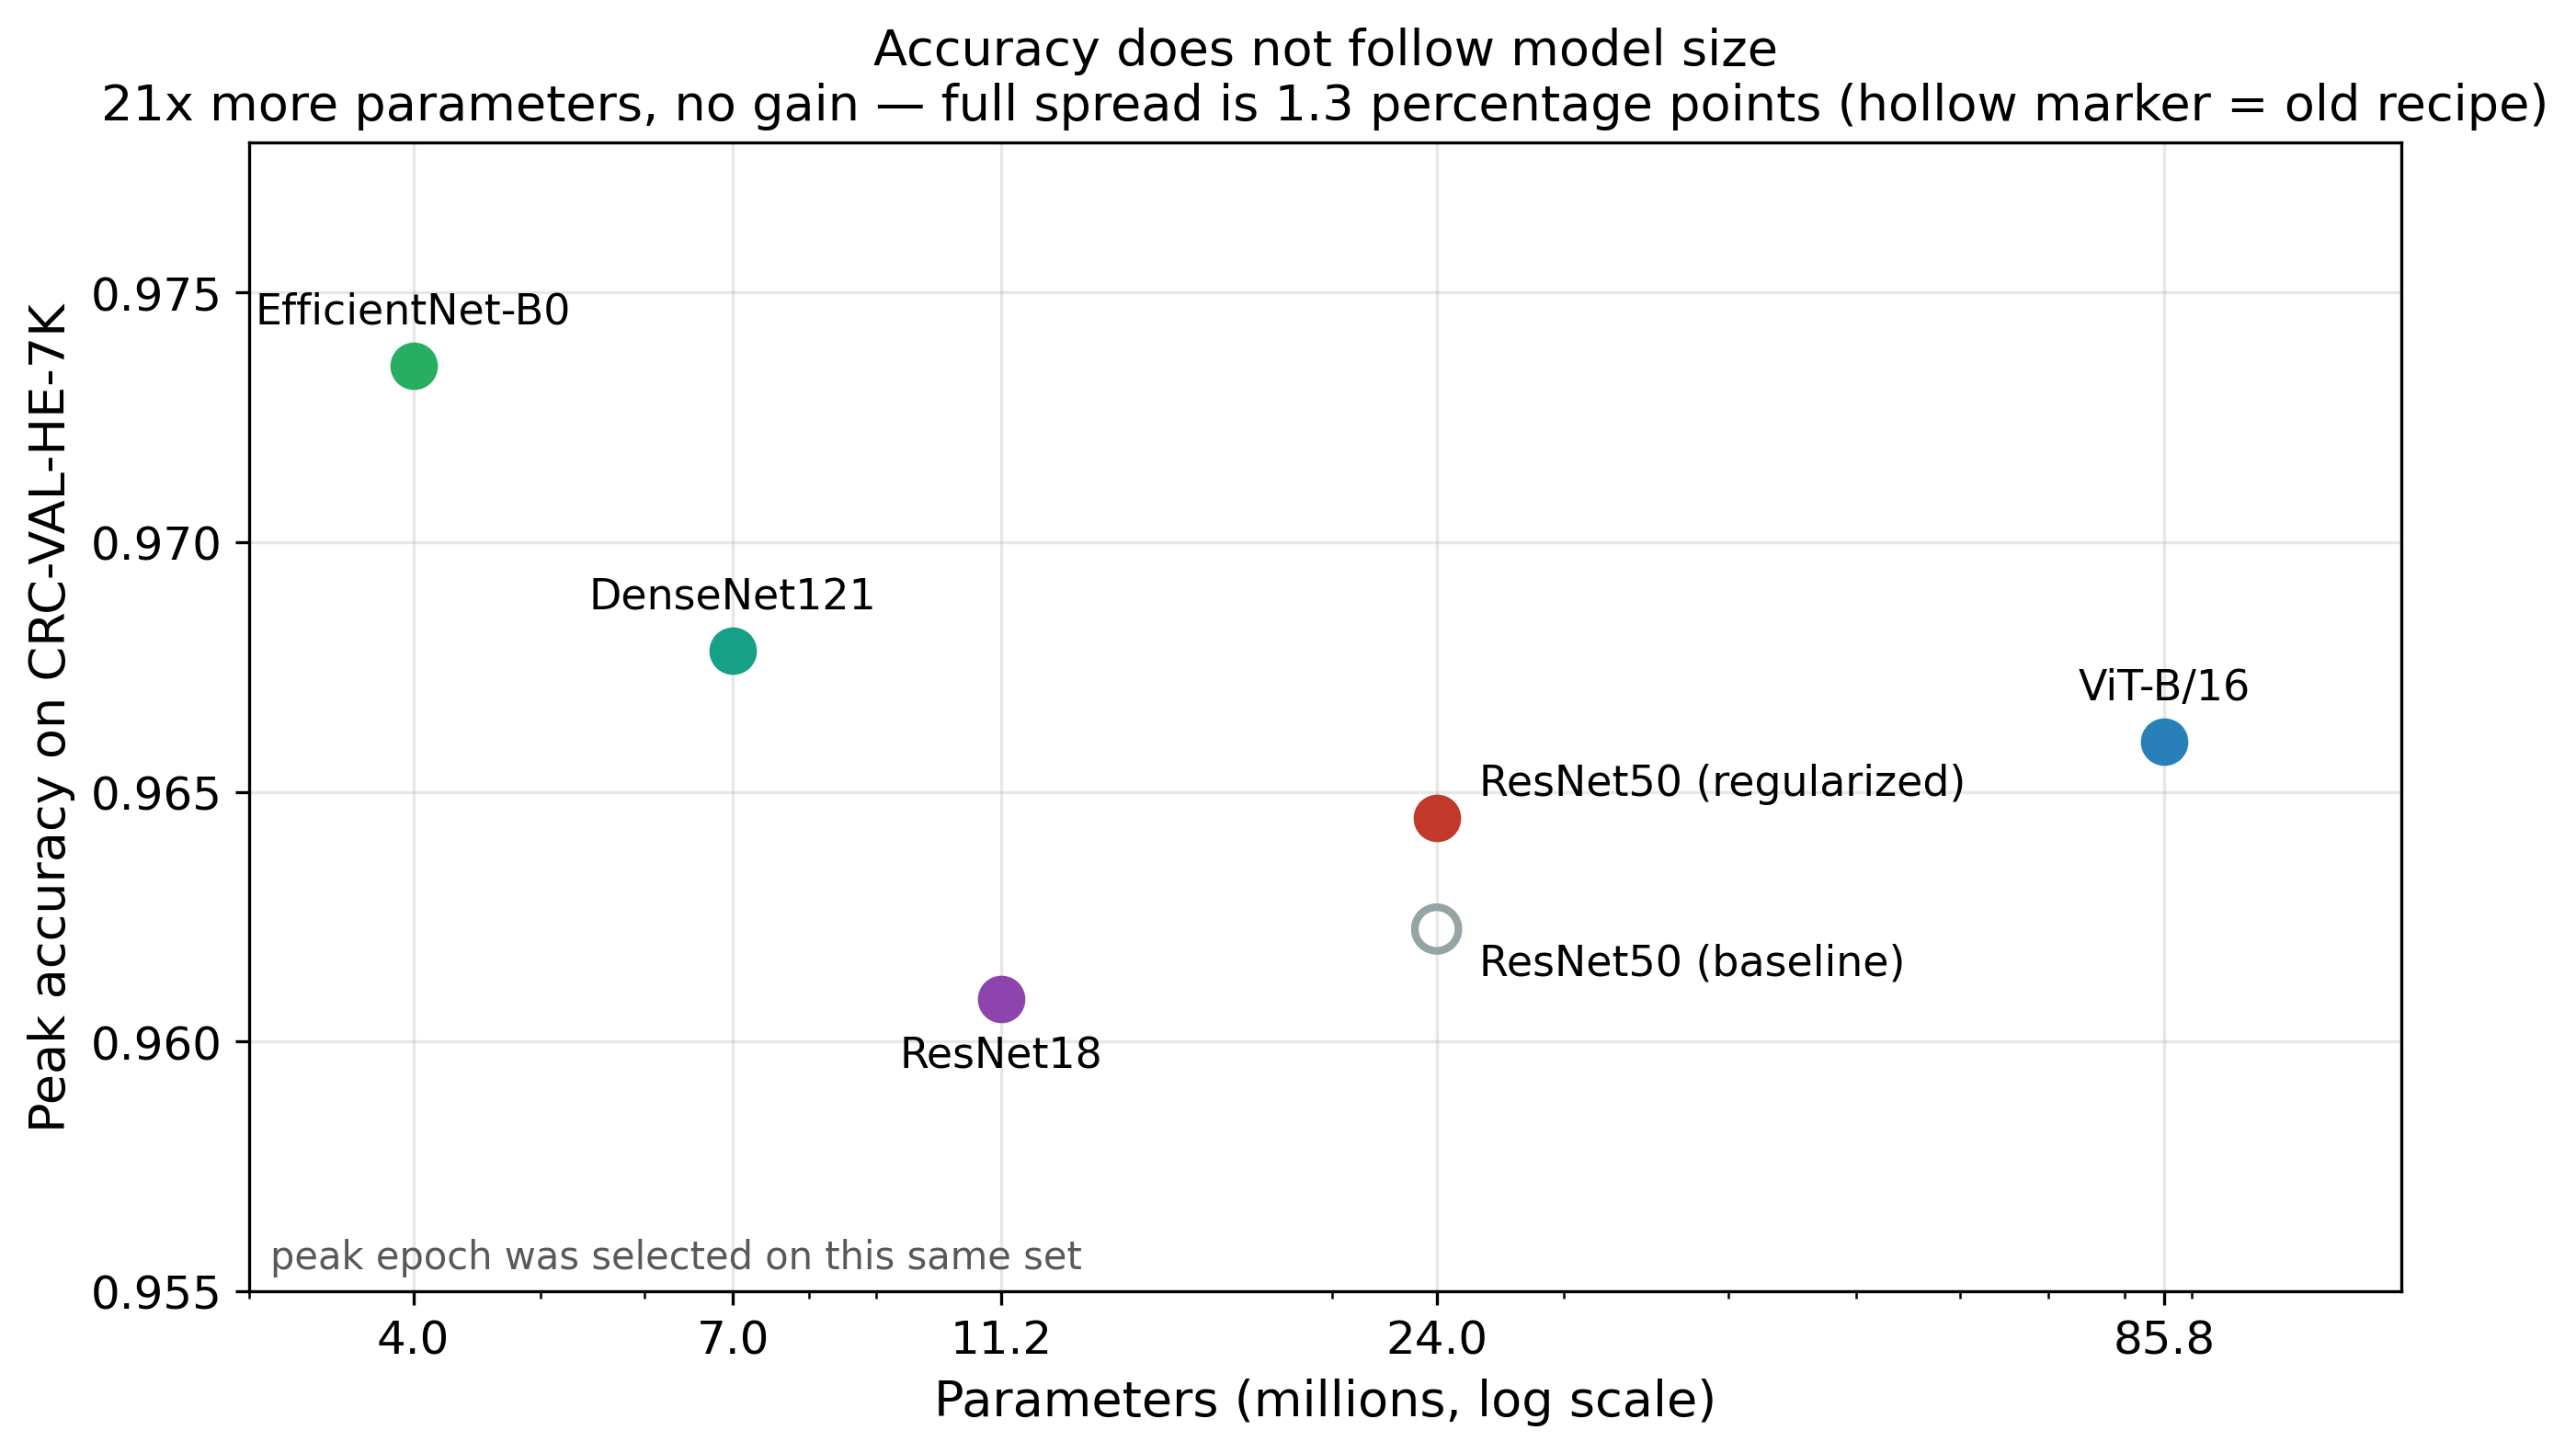 Accuracy does not follow model size
21x more parameters, no gain — full spread is 1.3 percentage points (hollow marker = old recipe)
Peak accuracy on CRC-VAL-HE-7K
0.975
0.970
0.965
0.960
0.955
EfficientNet-B0
DenseNet121
ViT-B/16
ResNet50 (regularized)
ResNet50 (baseline)
ResNet18
peak epoch was selected on this same set
4.0
7.0
11.2
24.0
85.8
Parameters (millions, log scale)